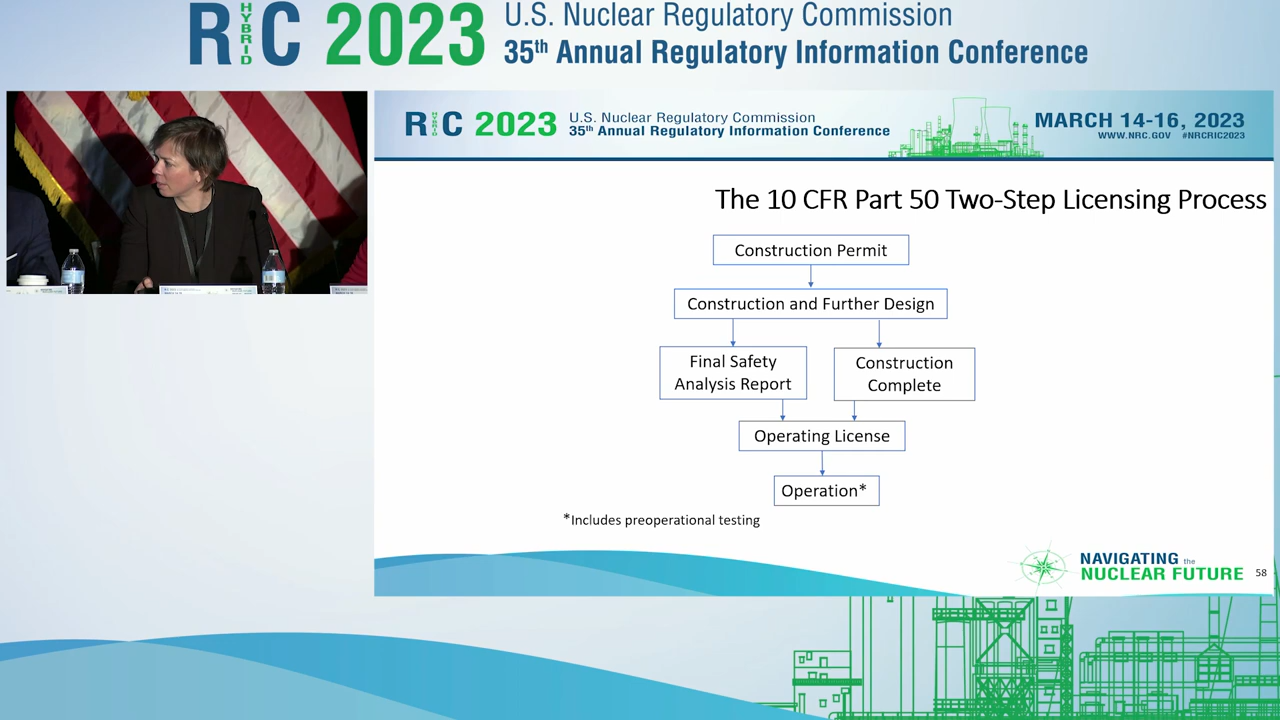 RIC 2023
HYBRID
U.S. Nuclear Regulatory Commission
35th Annual Regulatory Information Conference
RIC 2023
HYBRID
U.S. Nuclear Regulatory Commission
35th Annual Regulatory Information Conference
MARCH 14-16, 2023
WWW.NRC.GOV #NRCRIC2023
The 10 CFR Part 50 Two-Step Licensing Process
Construction Permit
Construction and Further Design
Final Safety
Analysis Report
Construction
Complete
Operating License
Operation*
*Includes preoperational testing
NAVIGATING the
NUCLEAR FUTURE
58